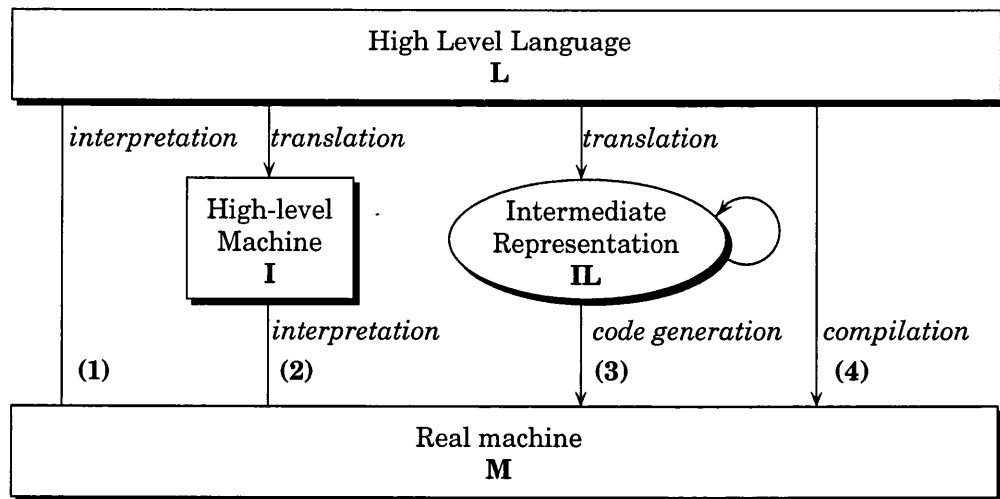 High Level Language
L
interpretation
translation
translation
High-level
Machine
I
Intermediate
Representation
IL
interpretation
code generation
compilation
(1)
(2)
(3)
(4)
Real machine
M